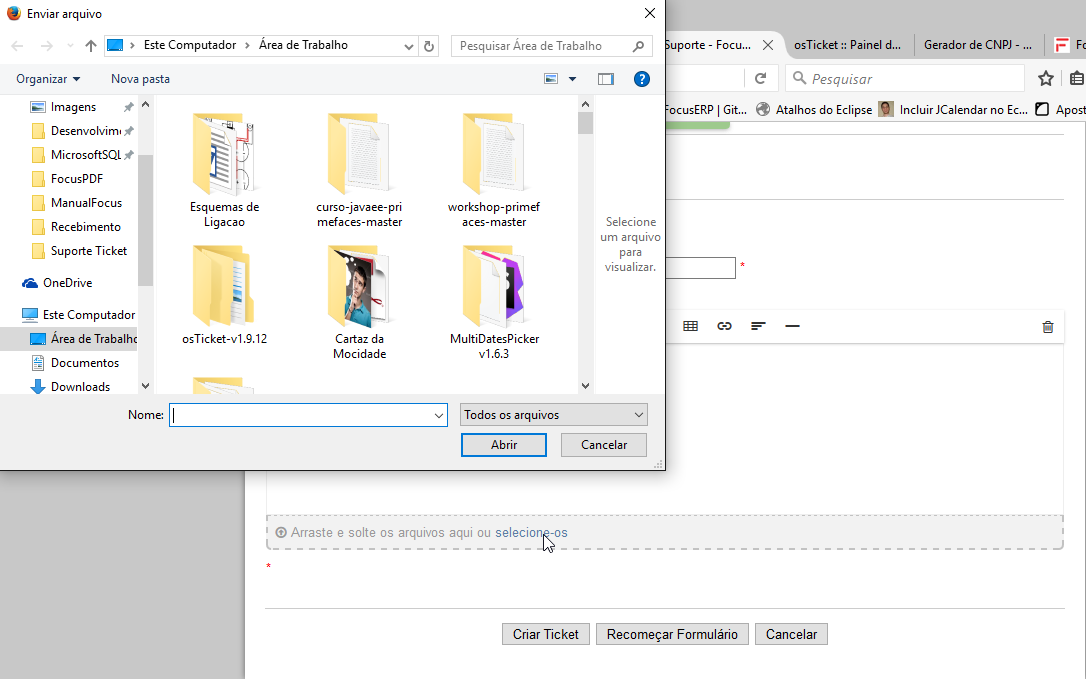 Enviar arquivo
Este Computador
Área de Trabalho
Pesquisar Área de Trabalho
Organizar
Nova pasta
Imagens
Desenvolvim
MicrosoftSQL
FocusPDF
ManualFocus
Recebimento
Suporte Ticket
OneDrive
Este Computador
Área de Trabalho
Documentos
Downloads
Esquemas de
Ligacao
curso-javaee-pri
mefaces-master
workshop-primef
aces-master
osTicket-v1.9.12
Cartaz da
Mocidade
MultiDatesPicker
v1.6.3
Selecione
um arquivo
para
visualizar.
Nome:
Todos os arquivos
Abrir
Cancelar
Suporte - Focu...
osTicket :: Painel d...
Gerador de CNPJ - ...
Fo
Pesquisar
FocusERP | Git...
Atalhos do Eclipse
Incluir JCalendar no Ec...
Apost
*
Arraste e solte os arquivos aqui ou selecione-os
*
Criar Ticket
Recomeçar Formulário
Cancelar